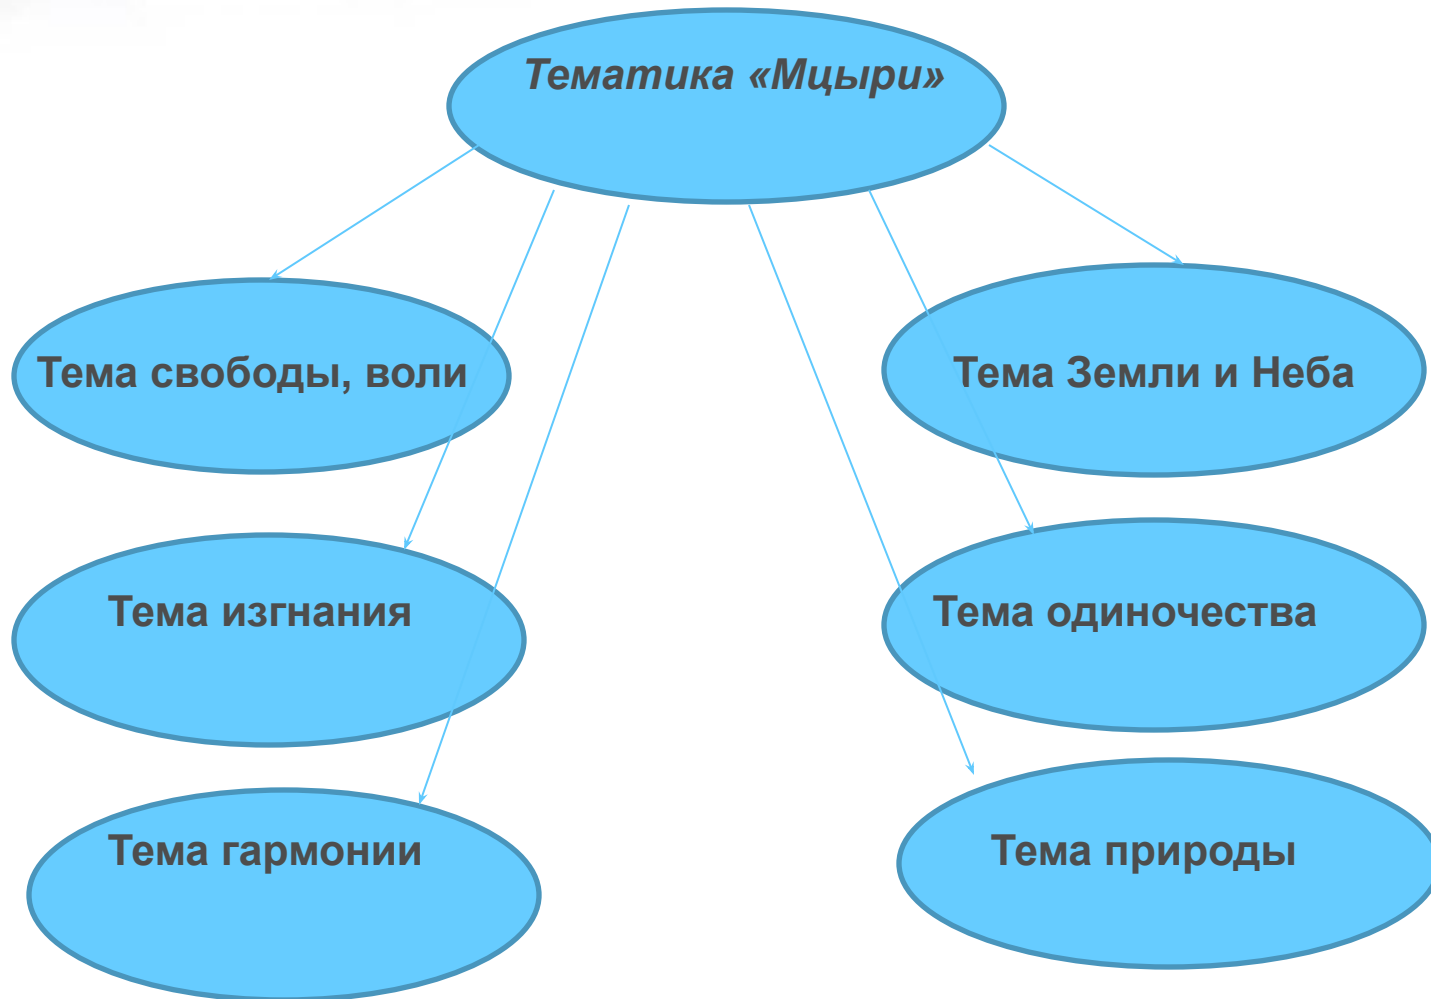 Тематика «Мцыри»
Тема свободы, воли
Тема Земли и Неба
Тема изгнания
Тема одиночества
Тема гармонии
Тема природы